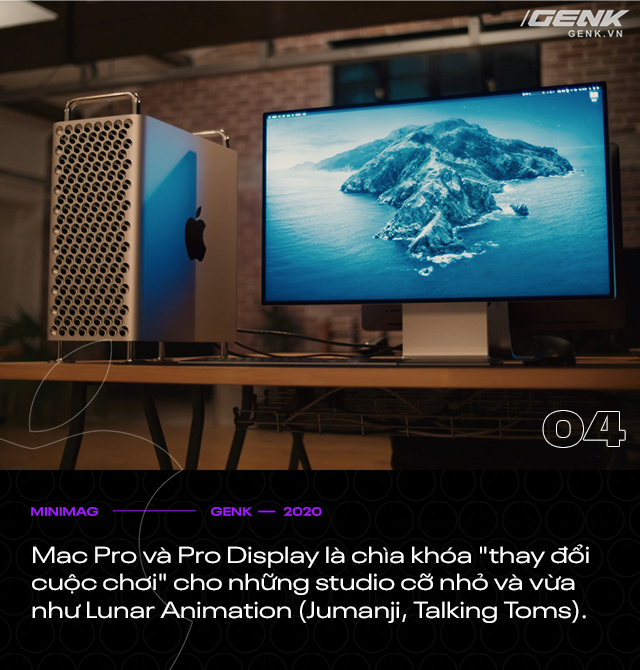 /GENK
GENK.VN
04
MINIMAG
GENK — 2020
Mac Pro và Pro Display là chìa khóa "thay đổi
cuộc chơi" cho những studio cỡ nhỏ và vừa
như Lunar Animation (Jumanji, Talking Toms).